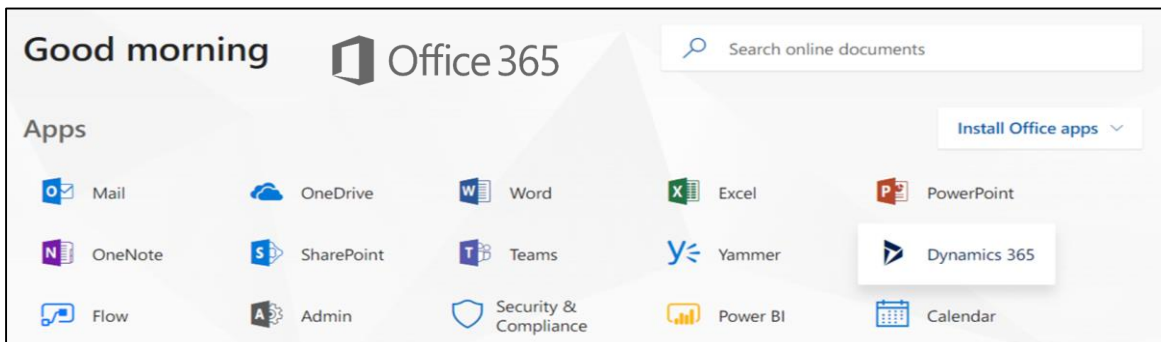 Good morning
Office 365
Search online documents
Apps
Install Office apps
Mail
OneDrive
Word
Excel
PowerPoint
OneNote
SharePoint
Teams
Yammer
Dynamics 365
Flow
Admin
Security &
Compliance
Power BI
Calendar